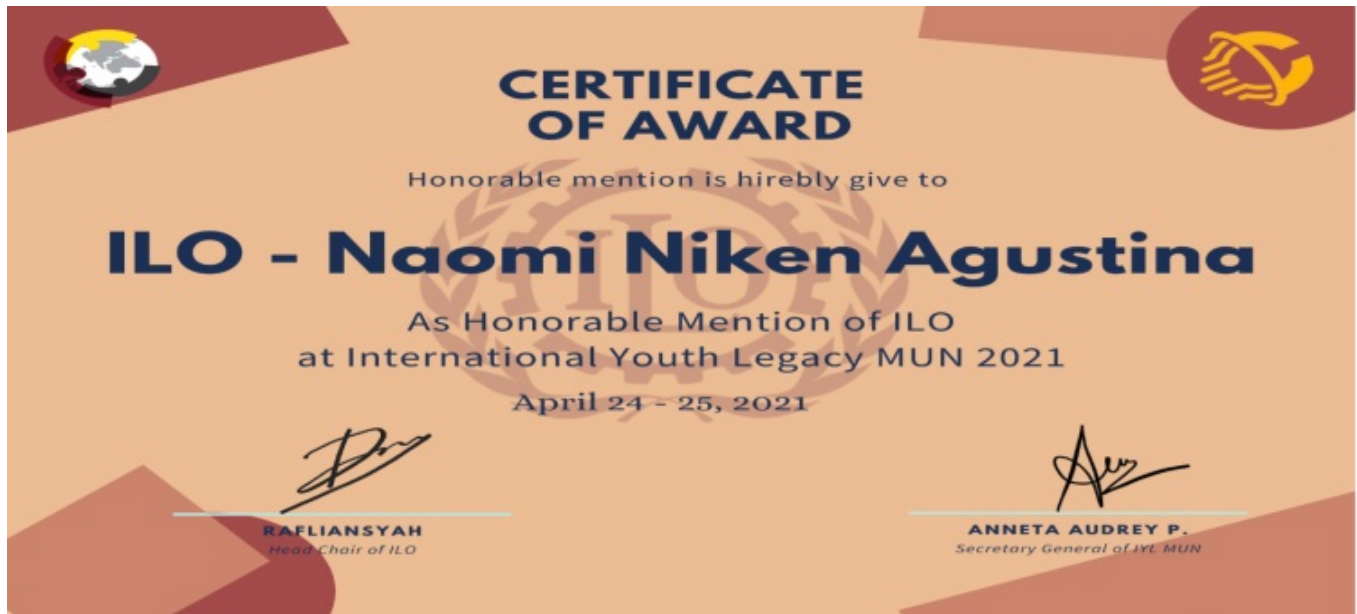 CERTIFICATE
OF AWARD
Honorable mention is hirebly give to
ILO - Naomi Niken Agustina
ILO
As Honorable Mention of ILO
at International Youth Legacy MUN 2021
April 24 - 25, 2021
RAFLIANSYAH
Head Chair of ILO
ANNETA AUDREY P.
Secretary General of IYL MUN